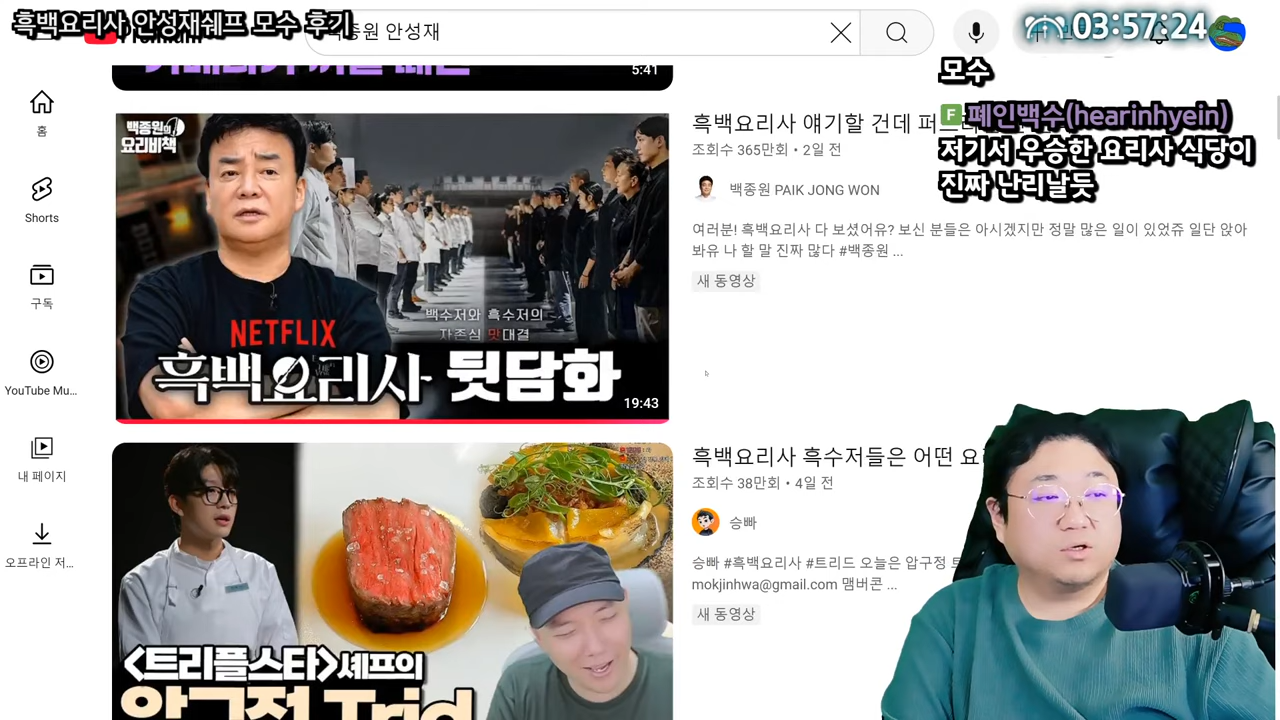 흑백요리사 안성재쉐프 모수 후기
Premium
백종원 안성재
03:57:24
모수
F 폐인백수(hearinhyein)
저기서 우승한 요리사 식당이
진짜 난리날듯
홈
Shorts
구독
YouTube Mu...
내 페이지
오프라인 저...
5:41
백종원의
요리비책
NETFLIX
백수저와 흑수저의
자존심 맛대결
흑백요리사 뒷담화
19:43
흑백요리사 얘기할 건데
조회수 365만회 • 2일 전
백종원 PAIK JONG WON
여러분! 흑백요리사 다 보셨어유? 보신 분들은 아시겠지만 정말 많은 일이 있었쥬 일단 앉아
봐유 나 할 말 진짜 많다 #백종원 ...
새 동영상
<트리플스타>셰프의
압구정 Trid
흑백요리사 흑수저들은 어떤
조회수 38만회 • 4일 전
승빠
승빠 #흑백요리사 #트리드 오늘은 압구정
mokjinhwa@gmail.com 맴버콘 ...
새 동영상